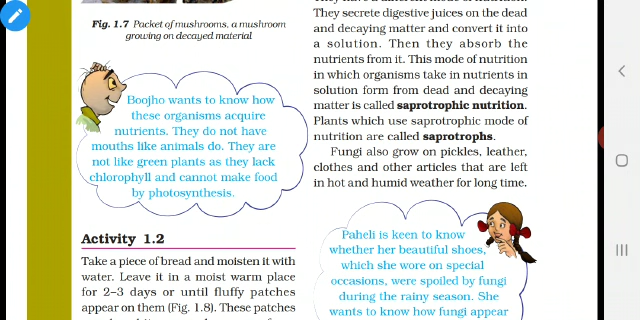 Fig. 1.7 Packet of mushrooms, a mushroom
growing on decayed material
Boojho wants to know how
these organisms acquire
nutrients. They do not have
mouths like animals do. They are
not like green plants as they lack
chlorophyll and cannot make food
by photosynthesis.
Activity 1.2
Take a piece of bread and moisten it with
water. Leave it in a moist warm place
for 2–3 days or until fluffy patches
appear on them (Fig. 1.8). These patches
They secrete digestive juices on the dead
and decaying matter and convert it into
a solution. Then they absorb the
nutrients from it. This mode of nutrition
in which organisms take in nutrients in
solution form from dead and decaying
matter is called saprotrophic nutrition.
Plants which use saprotrophic mode of
nutrition are called saprotrophs.
Fungi also grow on pickles, leather,
clothes and other articles that are left
in hot and humid weather for long time.
Paheli is keen to know
whether her beautiful shoes,
which she wore on special
occasions, were spoiled by fungi
during the rainy season. She
wants to know how fungi appear